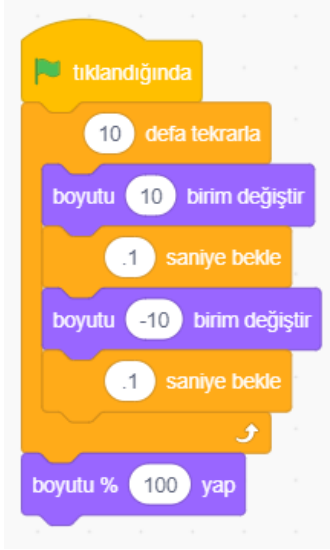 tıklandığında
10 defa tekrarla
boyutu 10 birim değiştir
.1 saniye bekle
boyutu -10 birim değiştir
.1 saniye bekle
boyutu % 100 yap